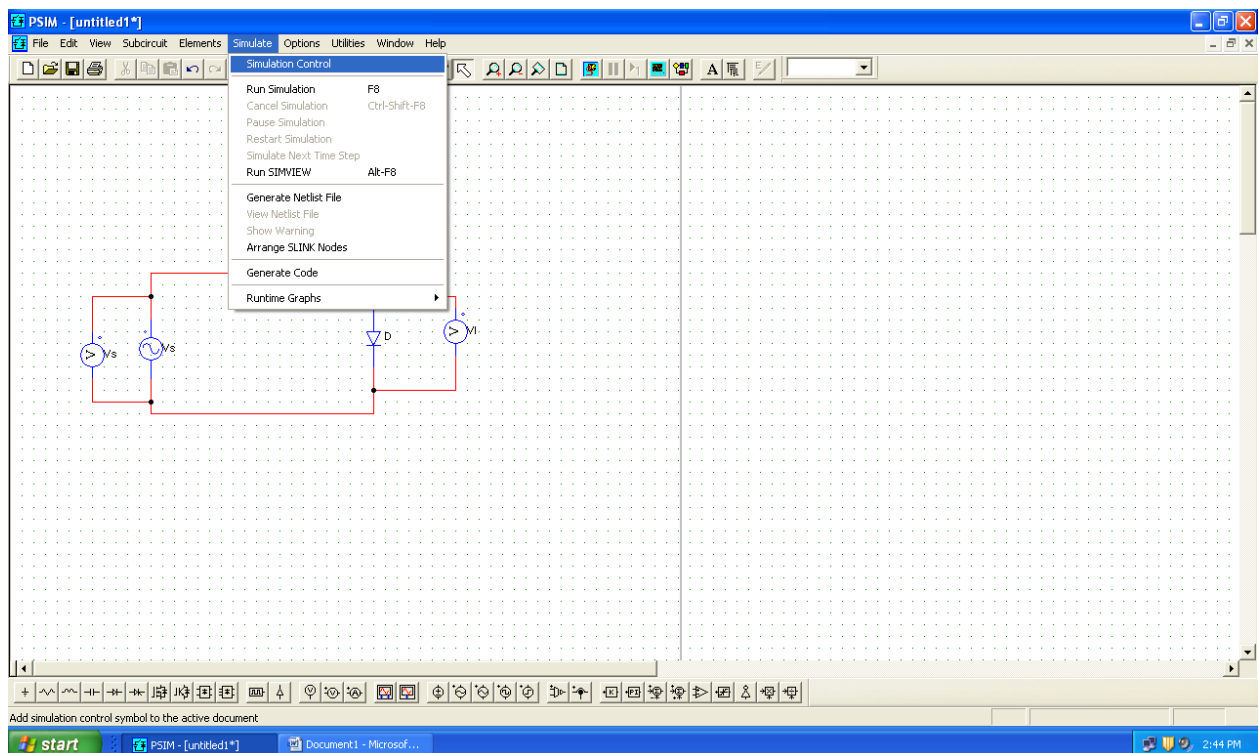 PSIM - [untitled1*]
File Edit View Subcircuit Elements Simulate Options Utilities Window Help
Simulation Control
Run Simulation F8
Cancel Simulation Ctrl-Shift-F8
Pause Simulation
Restart Simulation
Simulate Next Time Step
Run SIMVIEW Alt-F8
Generate Netlist File
View Netlist File
Show Warning
Arrange SLINK Nodes
Generate Code
Runtime Graphs
Vs
Vs
D
Vl
Add simulation control symbol to the active document
start
PSIM - [untitled1*]
Document1 - Microsof...
2:44 PM